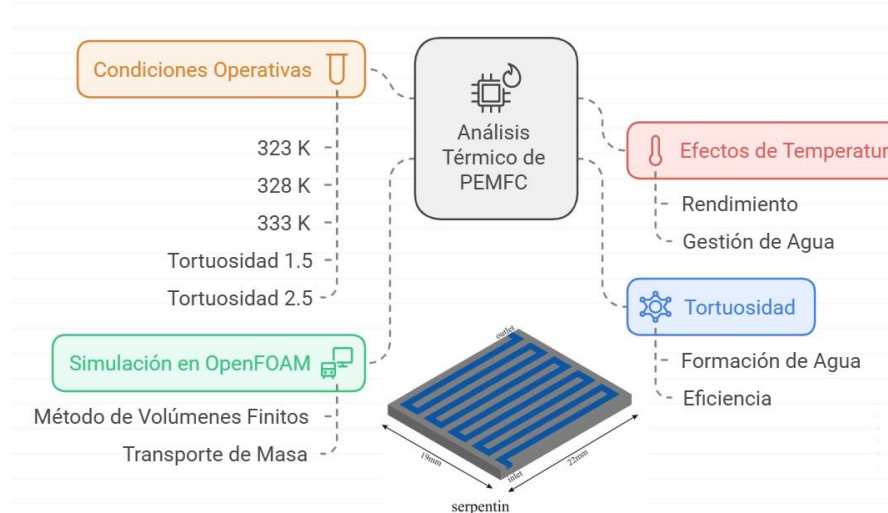 Condiciones Operativas
323 K
328 K
333 K
Tortuosidad 1.5
Tortuosidad 2.5
Simulación en OpenFOAM
Método de Volúmenes Finitos
Transporte de Masa
Análisis
Térmico de
PEMFC
Efectos de Temperatur
Rendimiento
Gestión de Agua
Tortuosidad
Formación de Agua
Eficiencia
outlet
19mm
22mm
inlet
serpentin